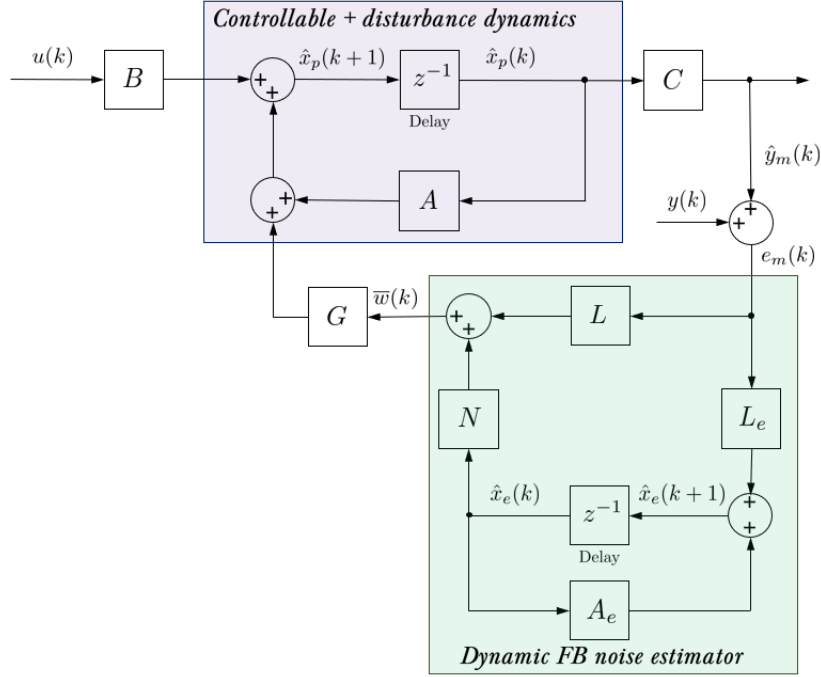 Controllable + disturbance dynamics
u(k)
B
+
+
x̂ₚ(k+1)
z⁻¹
Delay
x̂ₚ(k)
C
ŷₘ(k)
A
+
+
y(k)
+
+
eₘ(k)
G
w̅(k)
+
+
L
N
Lₑ
x̂ₑ(k)
z⁻¹
Delay
x̂ₑ(k+1)
+
+
Aₑ
Dynamic FB noise estimator